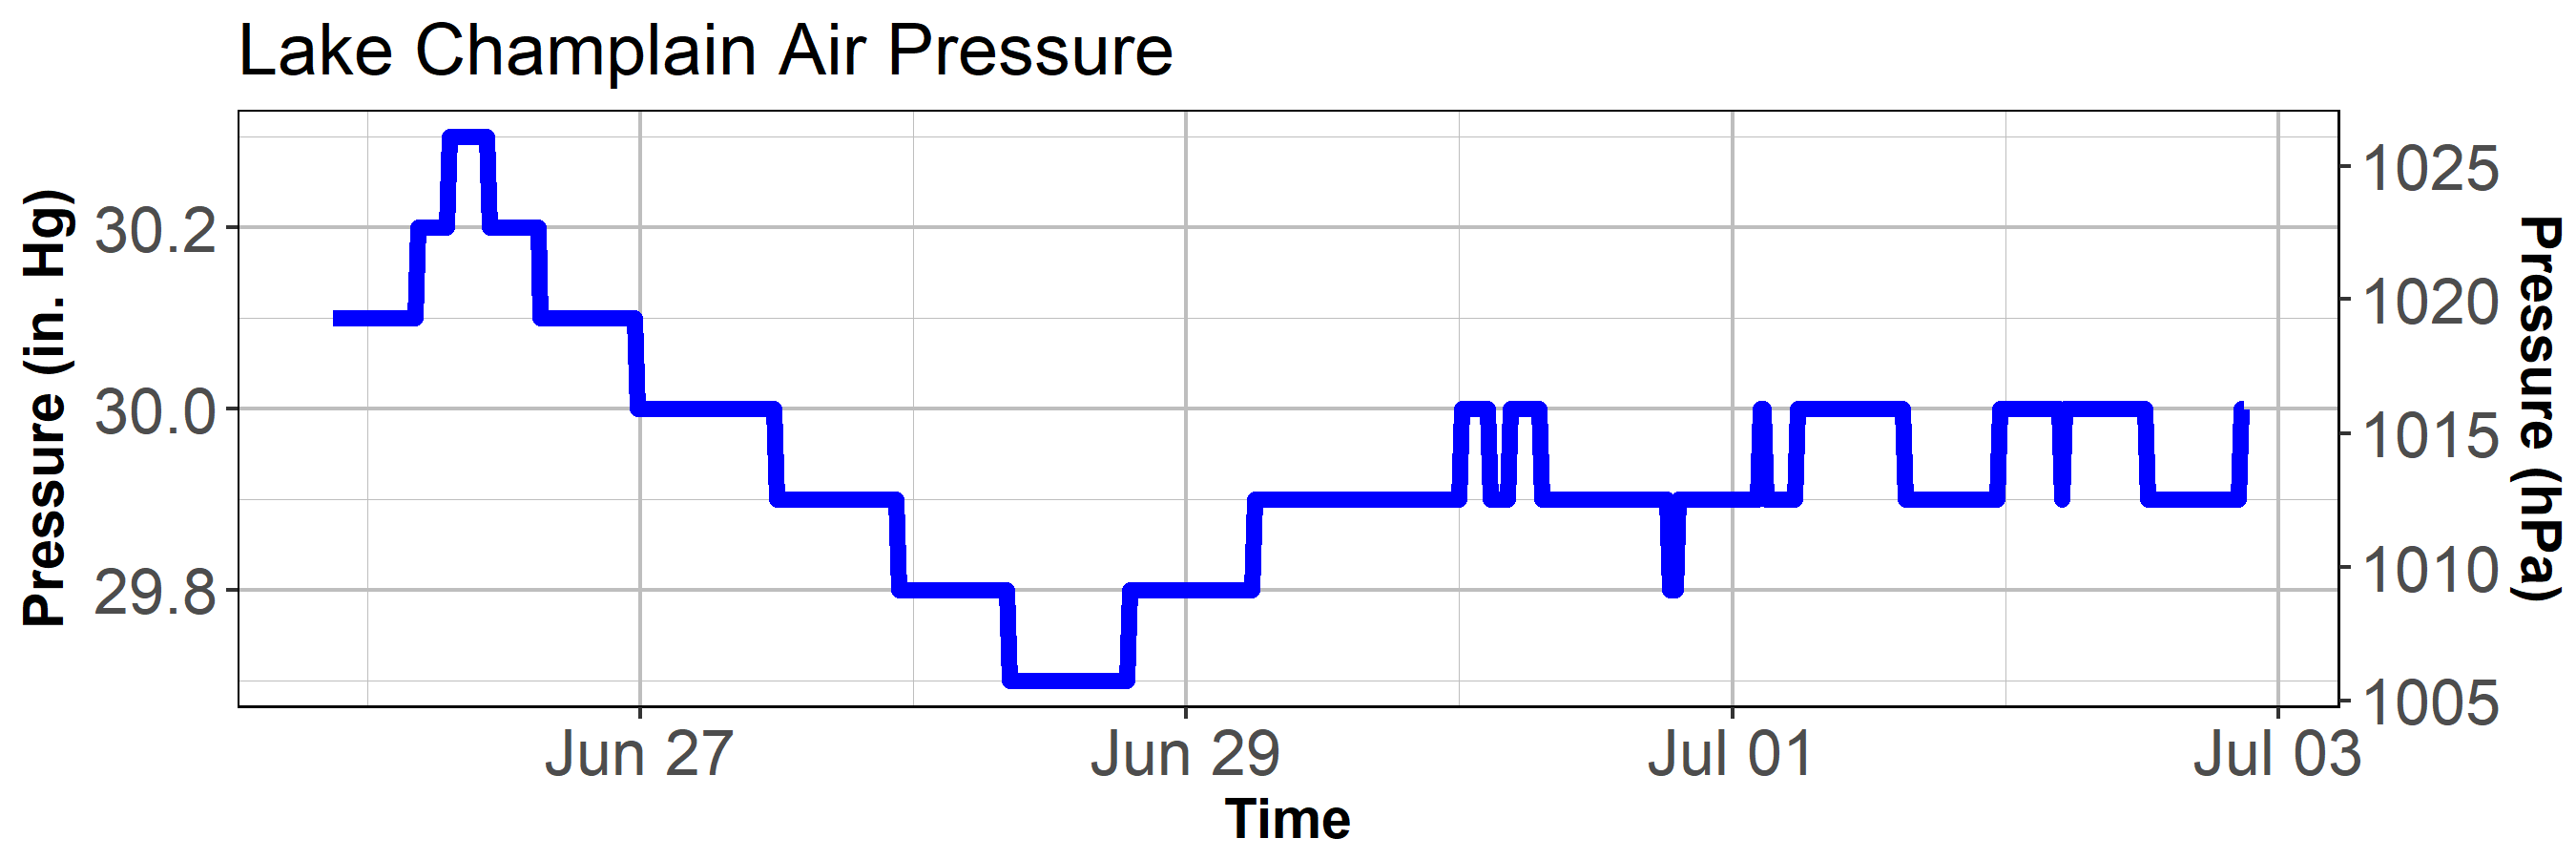 Lake Champlain Air Pressure
Pressure (in. Hg)
30.2
30.0
29.8
1025
1020
1015
1010
1005
Pressure (hPa)
Jun 27
Jun 29
Jul 01
Jul 03
Time